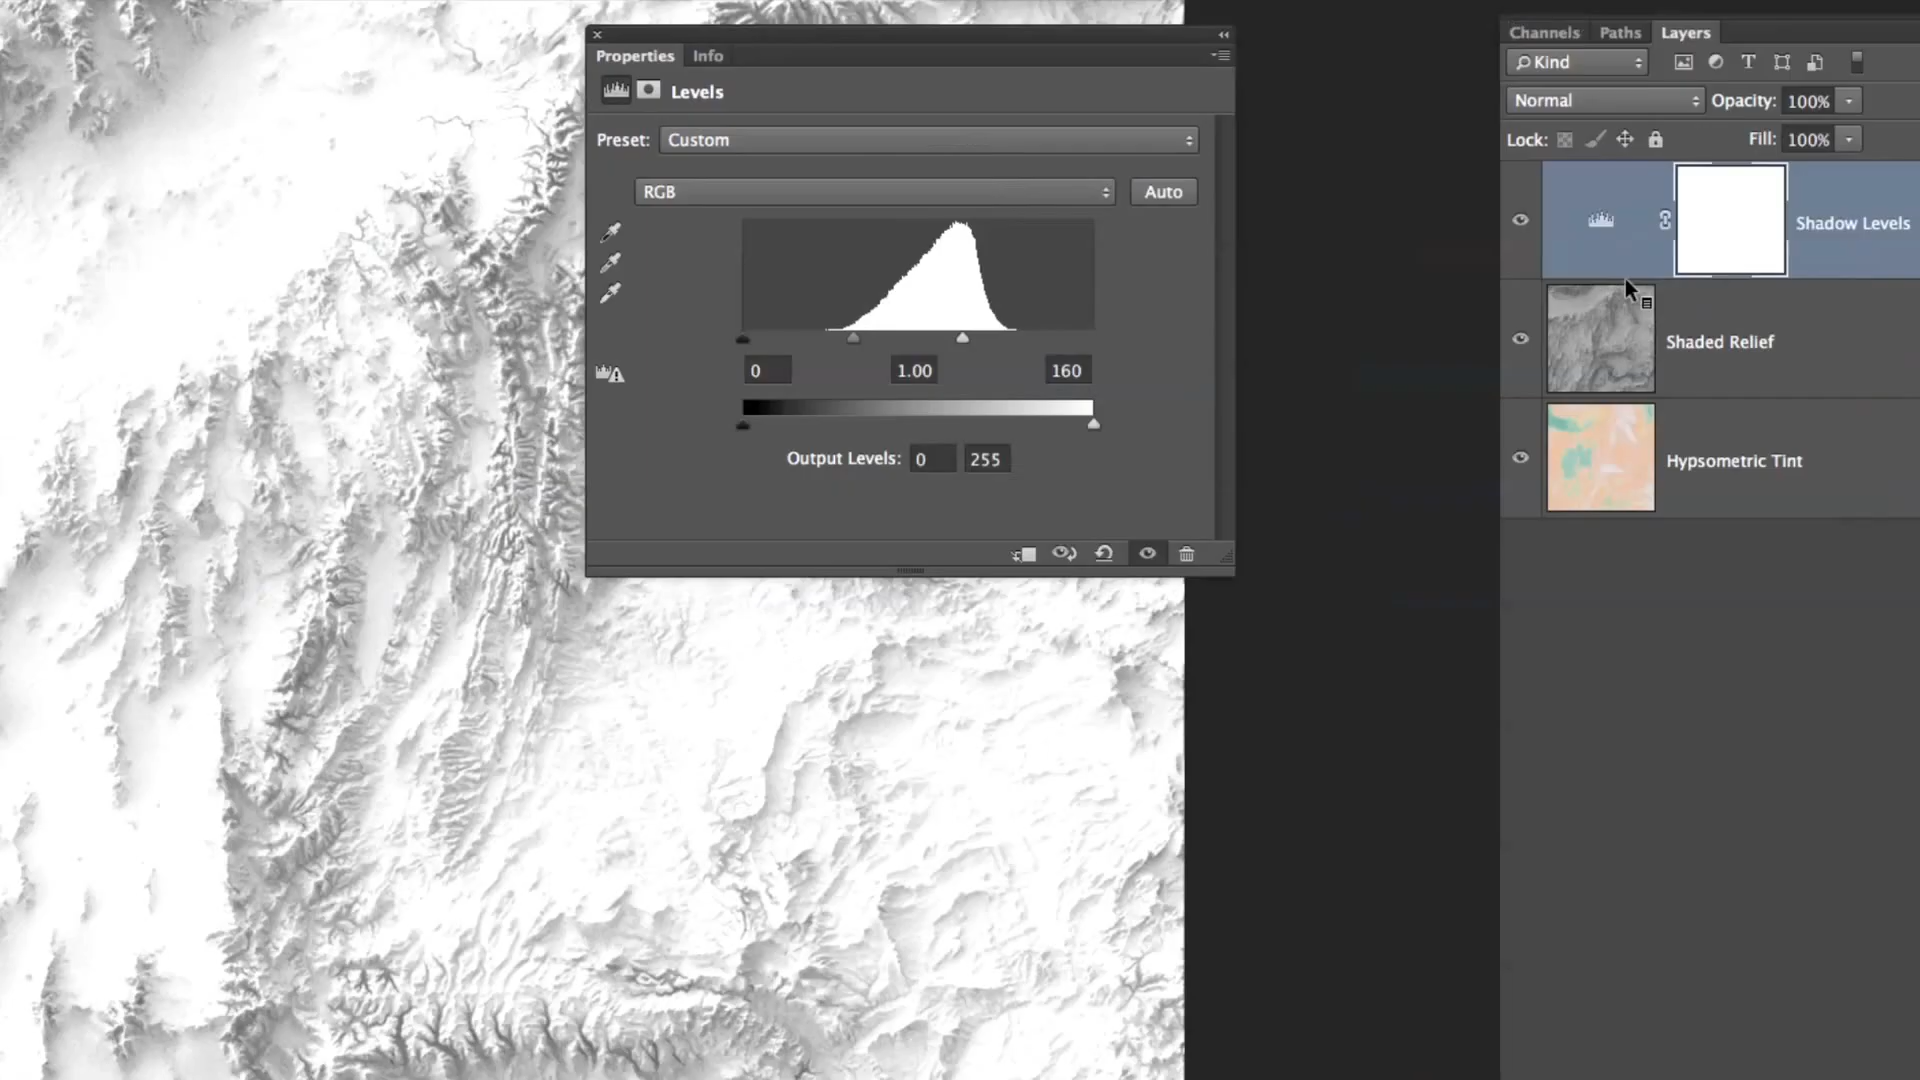 Properties Info
Levels
Preset: Custom
RGB Auto
0 1.00 160
Output Levels: 0 255
Channels Paths Layers
Kind
Normal Opacity: 100%
Lock: Fill: 100%
Shadow Levels
Shaded Relief
Hypsometric Tint